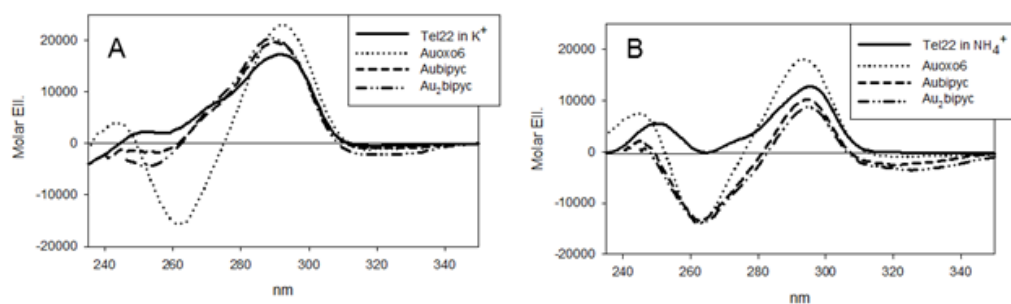 A
Tel22 in K+
Auoxo6
Aubipyc
Au2bipyc
Molar Ell.
20000
10000
0
-10000
-20000
240 260 280 300 320 340
nm
B
Tel22 in NH4+
Auoxo6
Aubipyc
Au2bipyc
Molar Ell.
20000
10000
0
-10000
-20000
240 260 280 300 320 340
nm